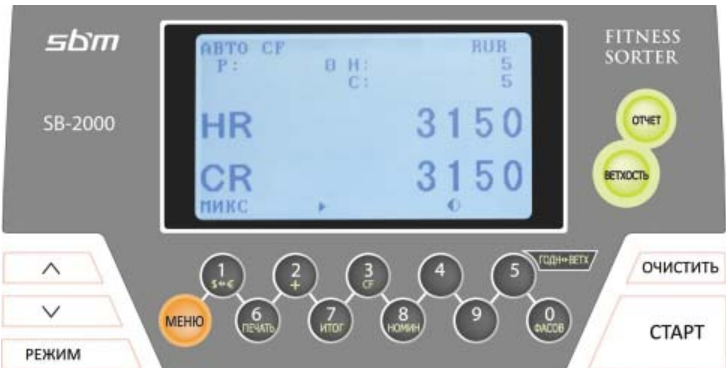 sbm
FITNESS
SORTER
SB-2000
АВТО CF RUR
P: 0 H: 5
C: 5
HR 3150
CR 3150
МИКС
ОТЧЕТ
ВЕТХОСТЬ
1 2 3 4 5 ГОДН↔ВЕТХ
$↔€ + CF
МЕНЮ 6 7 8 9 0
ПЕЧАТЬ ИТОГ НОМИН ФАСОВ
РЕЖИМ
ОЧИСТИТЬ
СТАРТ